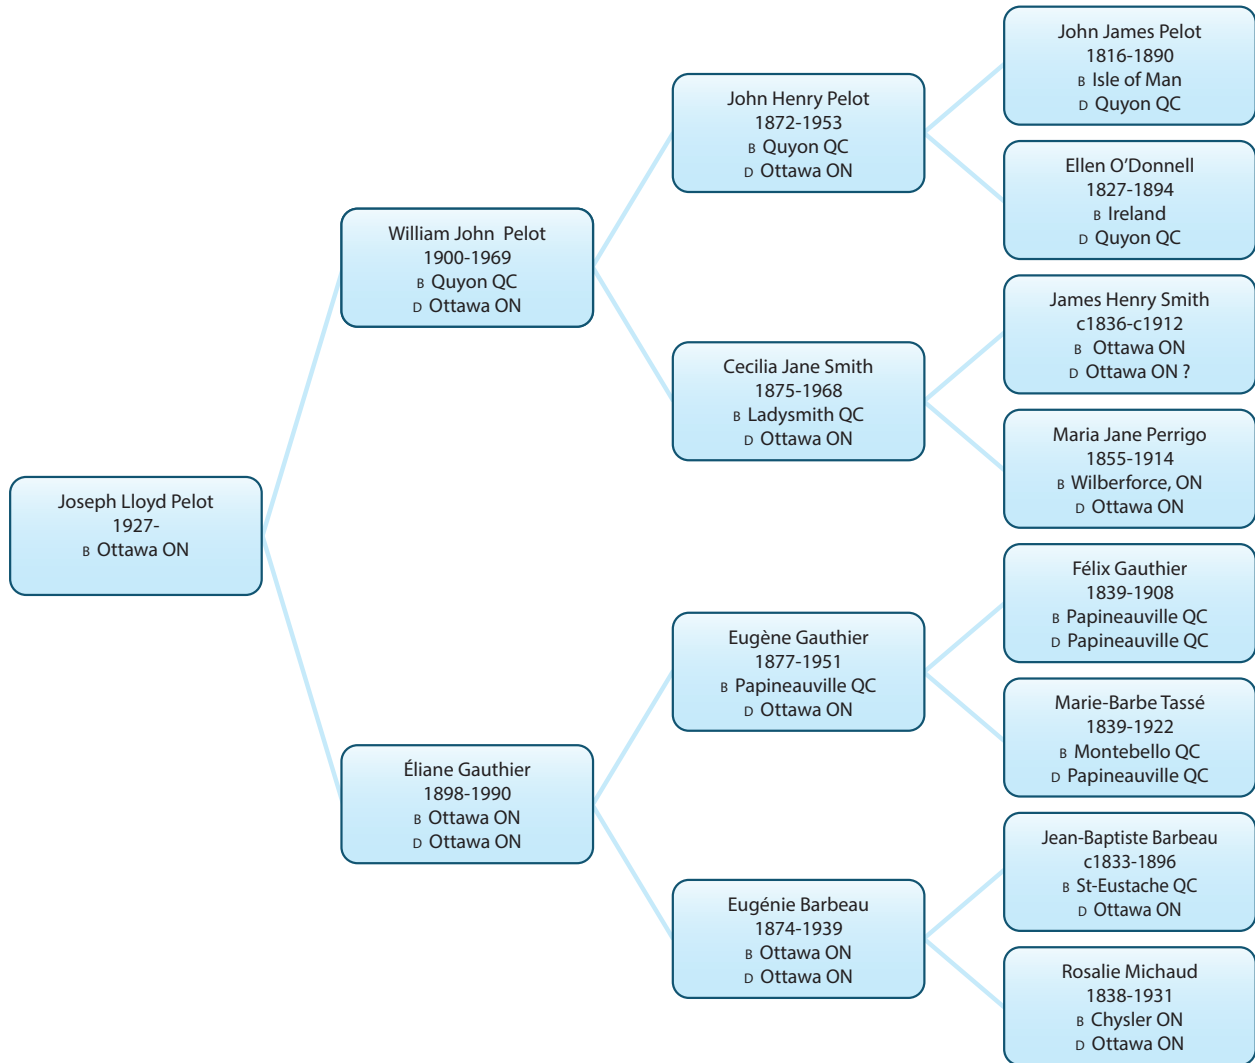 Joseph Lloyd Pelot
1927-
B Ottawa ON
William John  Pelot
1900-1969
B Quyon QC
D Ottawa ON
Éliane Gauthier
1898-1990
B Ottawa ON
D Ottawa ON
John Henry Pelot
1872-1953
B Quyon QC
D Ottawa ON
Cecilia Jane Smith
1875-1968
B Ladysmith QC
D Ottawa ON
Eugène Gauthier
1877-1951
B Papineauville QC
D Ottawa ON
Eugénie Barbeau
1874-1939
B Ottawa ON
D Ottawa ON
John James Pelot
1816-1890
B Isle of Man
D Quyon QC
Ellen O’Donnell
1827-1894
B Ireland
D Quyon QC
James Henry Smith
c1836-c1912
B Ottawa ON
D Ottawa ON ?
Maria Jane Perrigo
1855-1914
B Wilberforce, ON
D Ottawa ON
Félix Gauthier
1839-1908
B Papineauville QC
D Papineauville QC
Marie-Barbe Tassé
1839-1922
B Montebello QC
D Papineauville QC
Jean-Baptiste Barbeau
c1833-1896
B St-Eustache QC
D Ottawa ON
Rosalie Michaud
1838-1931
B Chysler ON
D Ottawa ON